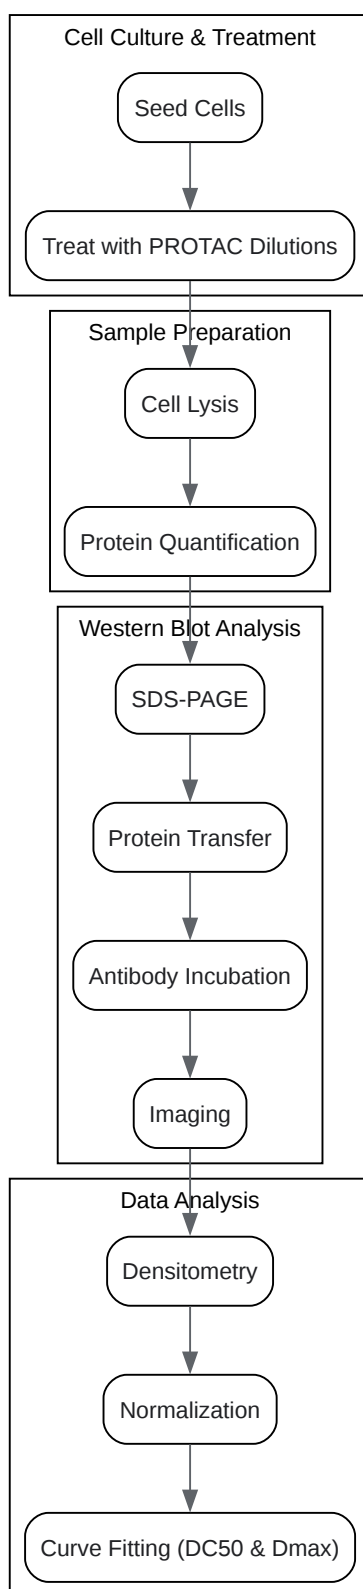 Cell Culture & Treatment
Seed Cells
Treat with PROTAC Dilutions
Sample Preparation
Cell Lysis
Protein Quantification
Western Blot Analysis
SDS-PAGE
Protein Transfer
Antibody Incubation
Imaging
Data Analysis
Densitometry
Normalization
Curve Fitting (DC50 & Dmax)